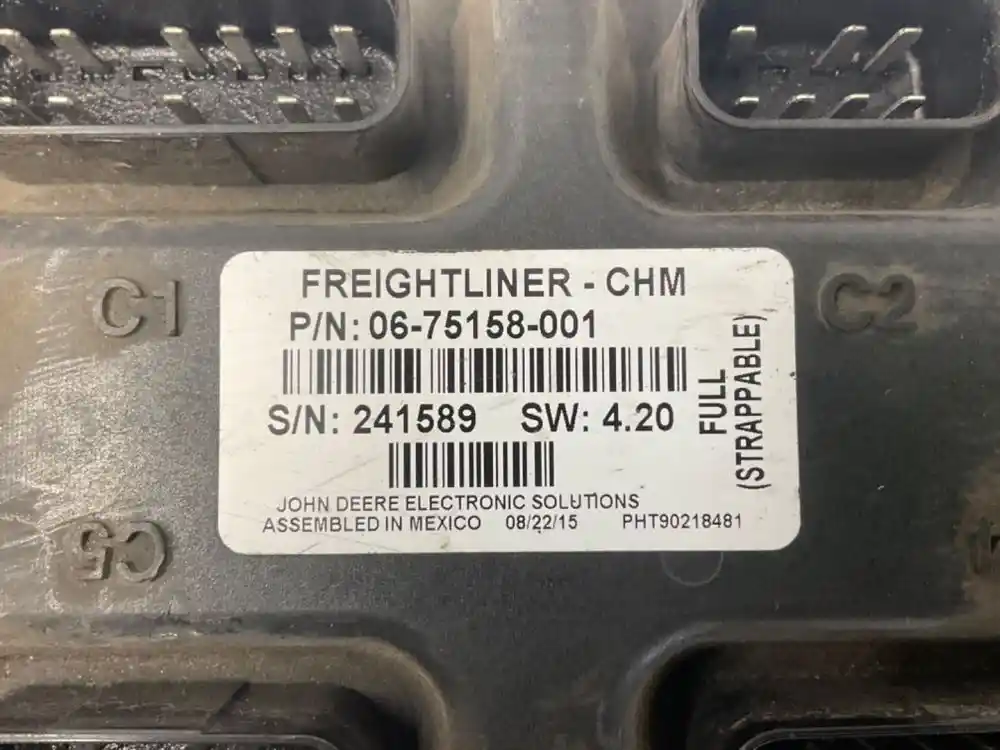 FREIGHTLINER - CHM
P/N: 06-75158-001
S/N: 241589 SW: 4.20
FULL
(STRAPPABLE)
JOHN DEERE ELECTRONIC SOLUTIONS
ASSEMBLED IN MEXICO 08/22/15 PHT90218481
C1
C2
C5